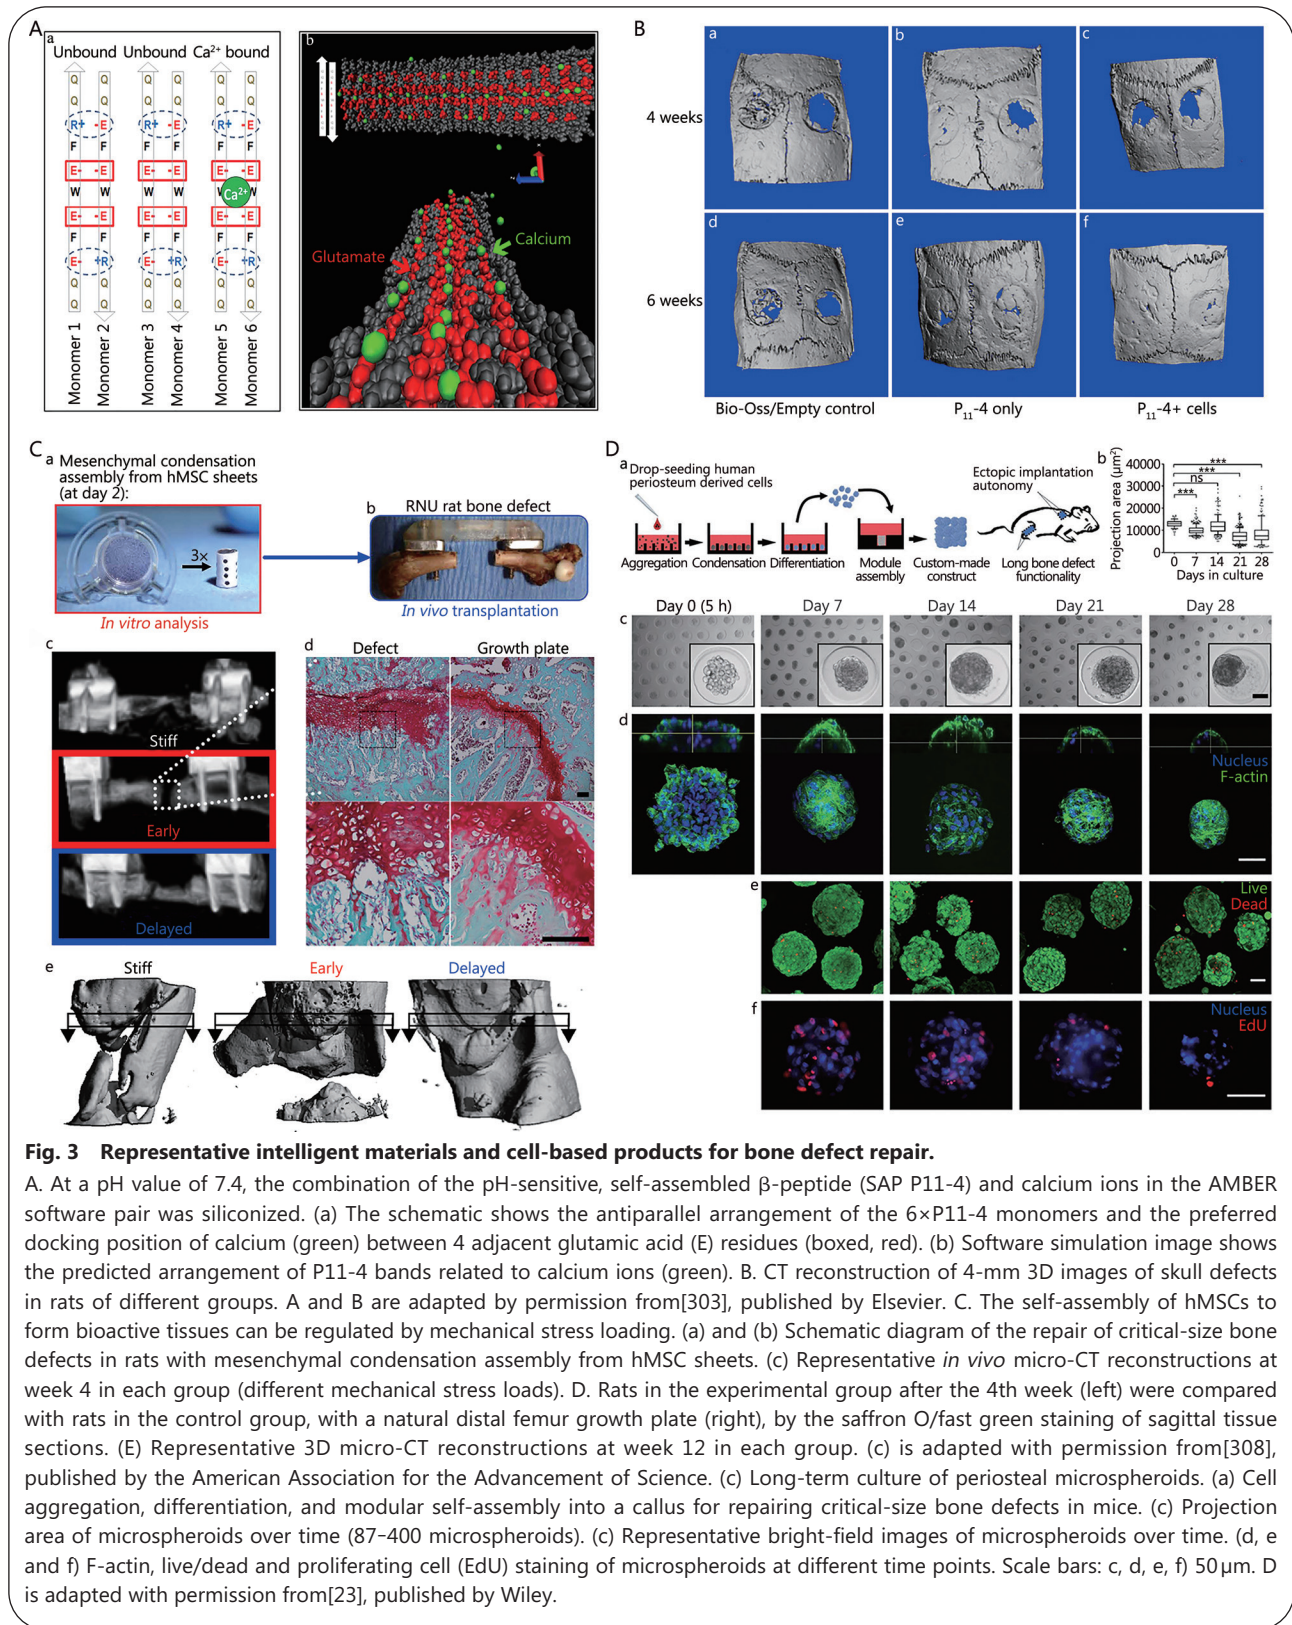 A
a
Unbound Unbound Ca²⁺ bound
Q Q Q Q Q Q
Q Q Q Q Q Q
R+ -E R+ -E R+ -E
F F F F F F
E- -E E- -E E- -E
W W W W W W
Ca²⁺
E- -E E- -E E- -E
F F F F F F
E- +R E- +R E- +R
Q Q Q Q Q Q
Q Q Q Q Q Q
Monomer 1
Monomer 2
Monomer 3
Monomer 4
Monomer 5
Monomer 6
b
Calcium
Glutamate
B
a b c
4 weeks
d e f
6 weeks
Bio-Oss/Empty control P₁₁-4 only P₁₁-4+ cells
C
a Mesenchymal condensation
assembly from hMSC sheets
(at day 2):
3×
In vitro analysis
b RNU rat bone defect
In vivo transplantation
c
Stiff
Early
Delayed
d Defect Growth plate
e Stiff Early Delayed
D
a Drop-seeding human
periosteum derived cells
Aggregation Condensation Differentiation
Module
assembly
Custom-made
construct
Ectopic implantation
autonomy
Long bone defect
functionality
b
Projection area (μm²)
40000
30000
20000
10000
0
***
***
ns
***
0 7 14 21 28
Days in culture
Day 0 (5 h) Day 7 Day 14 Day 21 Day 28
c
d
Nucleus
F-actin
e
Live
Dead
f
Nucleus
EdU
Fig. 3 Representative intelligent materials and cell-based products for bone defect repair.
A. At a pH value of 7.4, the combination of the pH-sensitive, self-assembled β-peptide (SAP P11-4) and calcium ions in the AMBER
software pair was siliconized. (a) The schematic shows the antiparallel arrangement of the 6×P11-4 monomers and the preferred
docking position of calcium (green) between 4 adjacent glutamic acid (E) residues (boxed, red). (b) Software simulation image shows
the predicted arrangement of P11-4 bands related to calcium ions (green). B. CT reconstruction of 4-mm 3D images of skull defects
in rats of different groups. A and B are adapted by permission from[303], published by Elsevier. C. The self-assembly of hMSCs to
form bioactive tissues can be regulated by mechanical stress loading. (a) and (b) Schematic diagram of the repair of critical-size bone
defects in rats with mesenchymal condensation assembly from hMSC sheets. (c) Representative in vivo micro-CT reconstructions at
week 4 in each group (different mechanical stress loads). D. Rats in the experimental group after the 4th week (left) were compared
with rats in the control group, with a natural distal femur growth plate (right), by the saffron O/fast green staining of sagittal tissue
sections. (E) Representative 3D micro-CT reconstructions at week 12 in each group. (c) is adapted with permission from[308],
published by the American Association for the Advancement of Science. (c) Long-term culture of periosteal microspheroids. (a) Cell
aggregation, differentiation, and modular self-assembly into a callus for repairing critical-size bone defects in mice. (c) Projection
area of microspheroids over time (87–400 microspheroids). (c) Representative bright-field images of microspheroids over time. (d, e
and f) F-actin, live/dead and proliferating cell (EdU) staining of microspheroids at different time points. Scale bars: c, d, e, f) 50 μm. D
is adapted with permission from[23], published by Wiley.